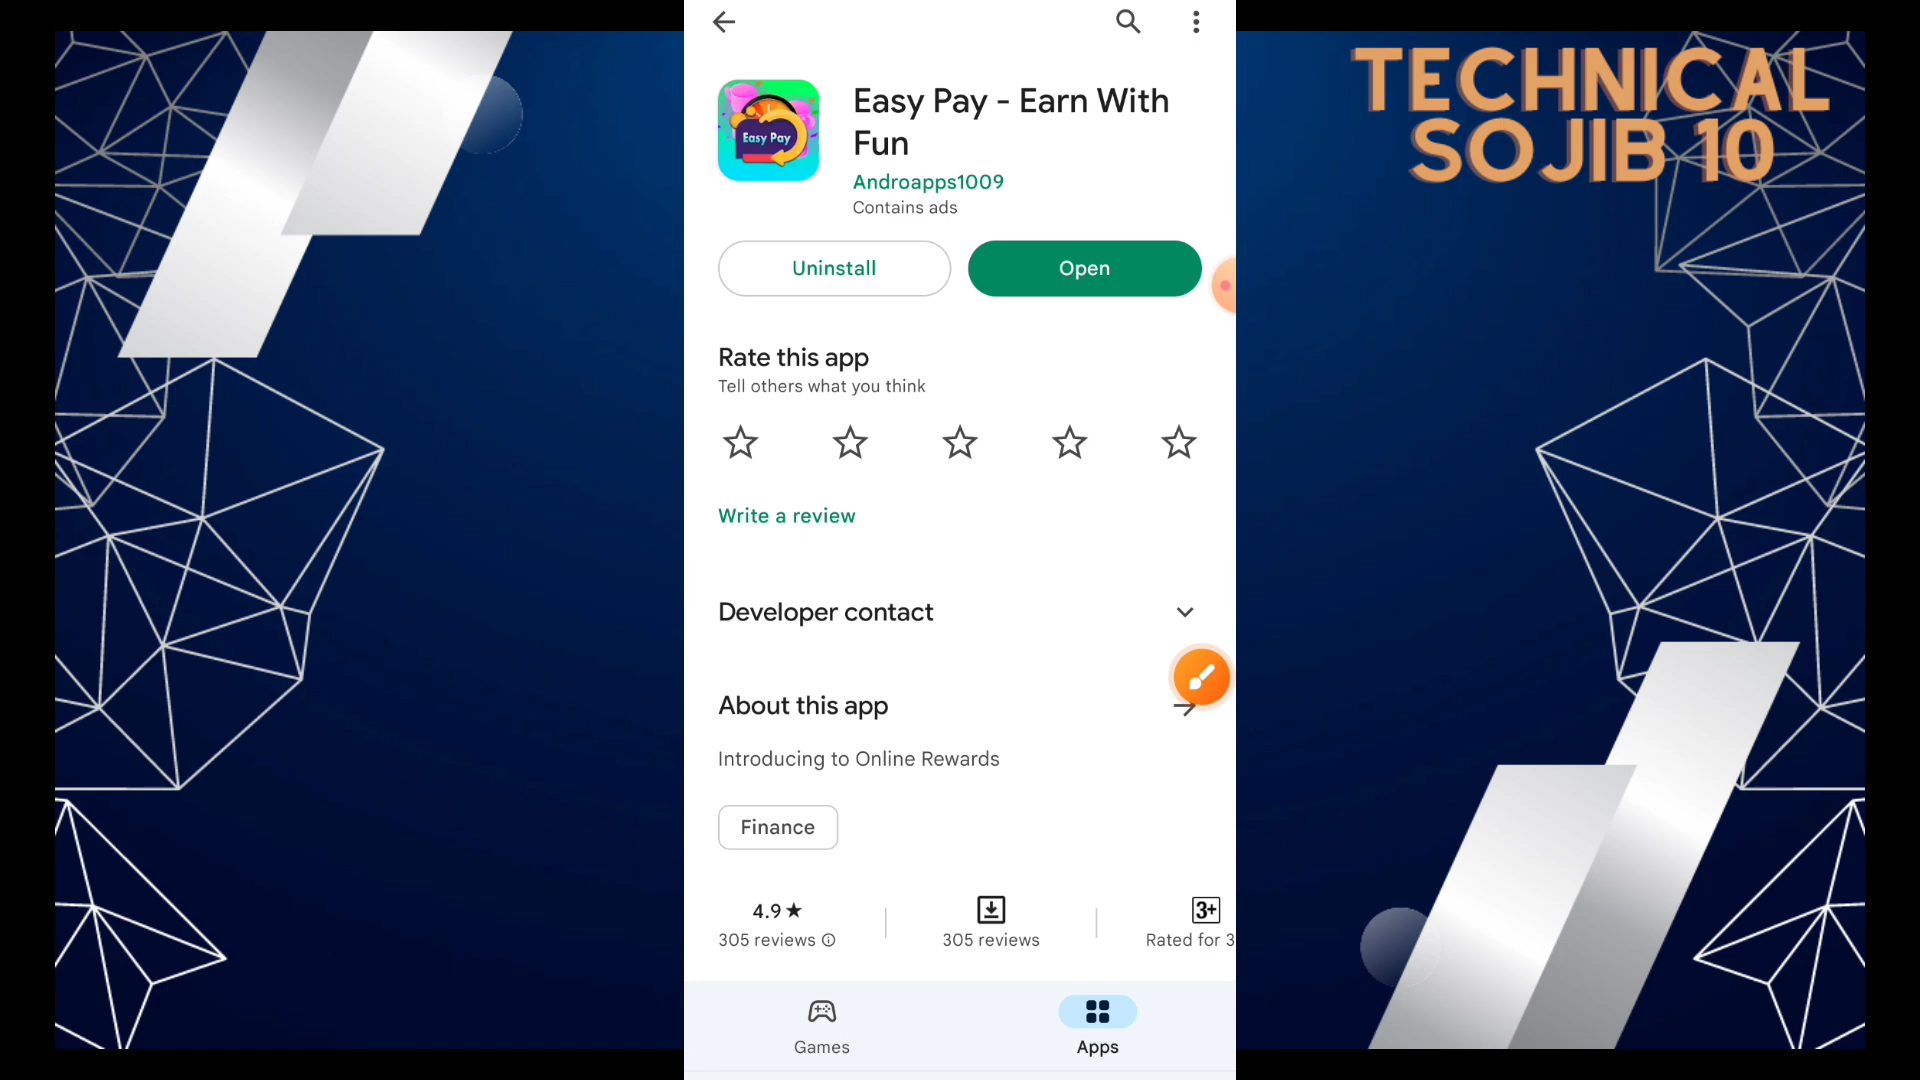 TECHNICAL
SOJIB 10
Easy Pay - Earn With
Fun
Easy Pay
Androapps1009
Contains ads
Uninstall
Open
Rate this app
Tell others what you think
Write a review
Developer contact
About this app
Introducing to Online Rewards
Finance
4.9★
305 reviews
305 reviews
3+
Rated for 3
Games
Apps